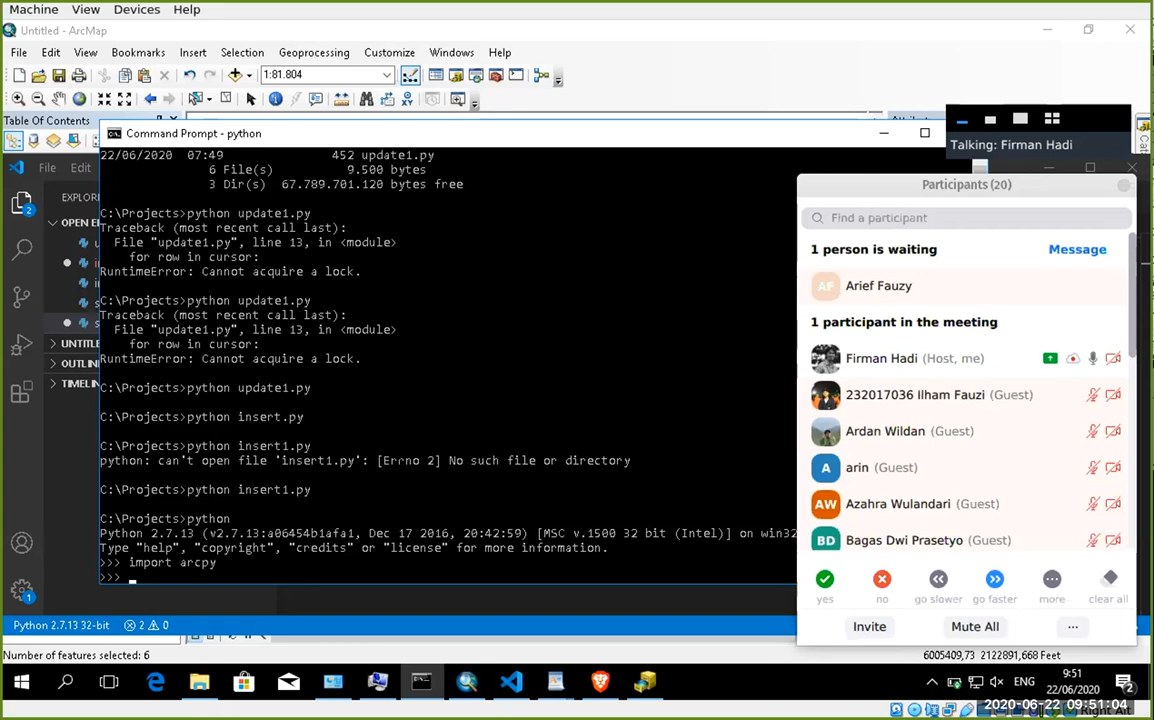 Machine View Devices Help
Untitled - ArcMap
File Edit View Bookmarks Insert Selection Geoprocessing Customize Windows Help
1:81.804
Table Of Contents
Command Prompt - python
Talking: Firman Hadi
File Edit
EXPLOR
OPEN E
UNTITL
OUTLIN
TIMELIN
22/06/2020 07:49 452 update1.py
6 File(s) 9.500 bytes
3 Dir(s) 67.789.701.120 bytes free
C:\Projects>python update1.py
Traceback (most recent call last):
File "update1.py", line 13, in <module>
for row in cursor:
RuntimeError: Cannot acquire a lock.
C:\Projects>python update1.py
Traceback (most recent call last):
File "update1.py", line 13, in <module>
for row in cursor:
RuntimeError: Cannot acquire a lock.
C:\Projects>python update1.py
C:\Projects>python insert.py
C:\Projects>python insert1.py
python: can't open file 'insert1.py': [Errno 2] No such file or directory
C:\Projects>python insert1.py
C:\Projects>python
Python 2.7.13 (v2.7.13:a06454b1afa1, Dec 17 2016, 20:42:59) [MSC v.1500 32 bit (Intel)] on win32
Type "help", "copyright", "credits" or "license" for more information.
>>> import arcpy
>>>
Participants (20)
Find a participant
1 person is waiting Message
AF Arief Fauzy
1 participant in the meeting
Firman Hadi (Host, me)
232017036 Ilham Fauzi (Guest)
Ardan Wildan (Guest)
A arin (Guest)
AW Azahra Wulandari (Guest)
BD Bagas Dwi Prasetyo (Guest)
yes no go slower go faster more clear all
Invite Mute All ...
Python 2.7.13 32-bit 2 0
Number of features selected: 6
6005409,73 2122891,668 Feet
ENG
9:51
22/06/2020
2
2020-06-22 09:51:04